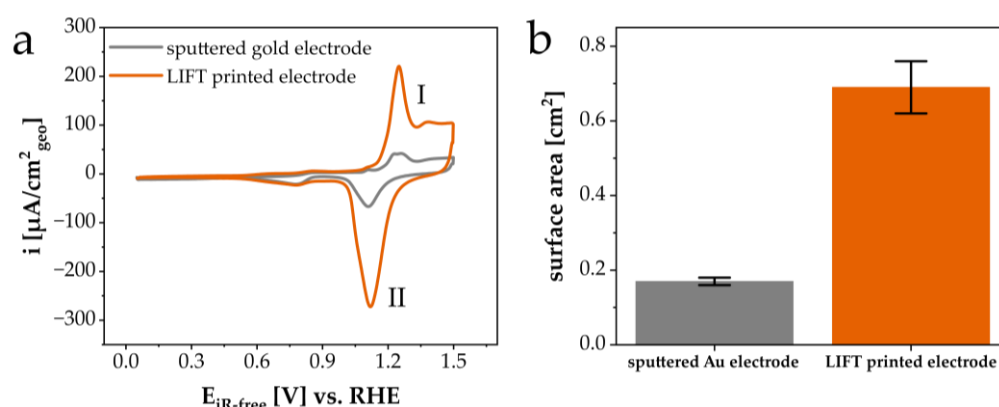 a
sputtered gold electrode
LIFT printed electrode
I
II
300
200
100
0
−100
−200
−300
i [µA/cm²geo]
0.0 0.3 0.6 0.9 1.2 1.5
EiR-free [V] vs. RHE
b
0.8
0.6
0.4
0.2
0.0
surface area [cm²]
sputtered Au electrode LIFT printed electrode